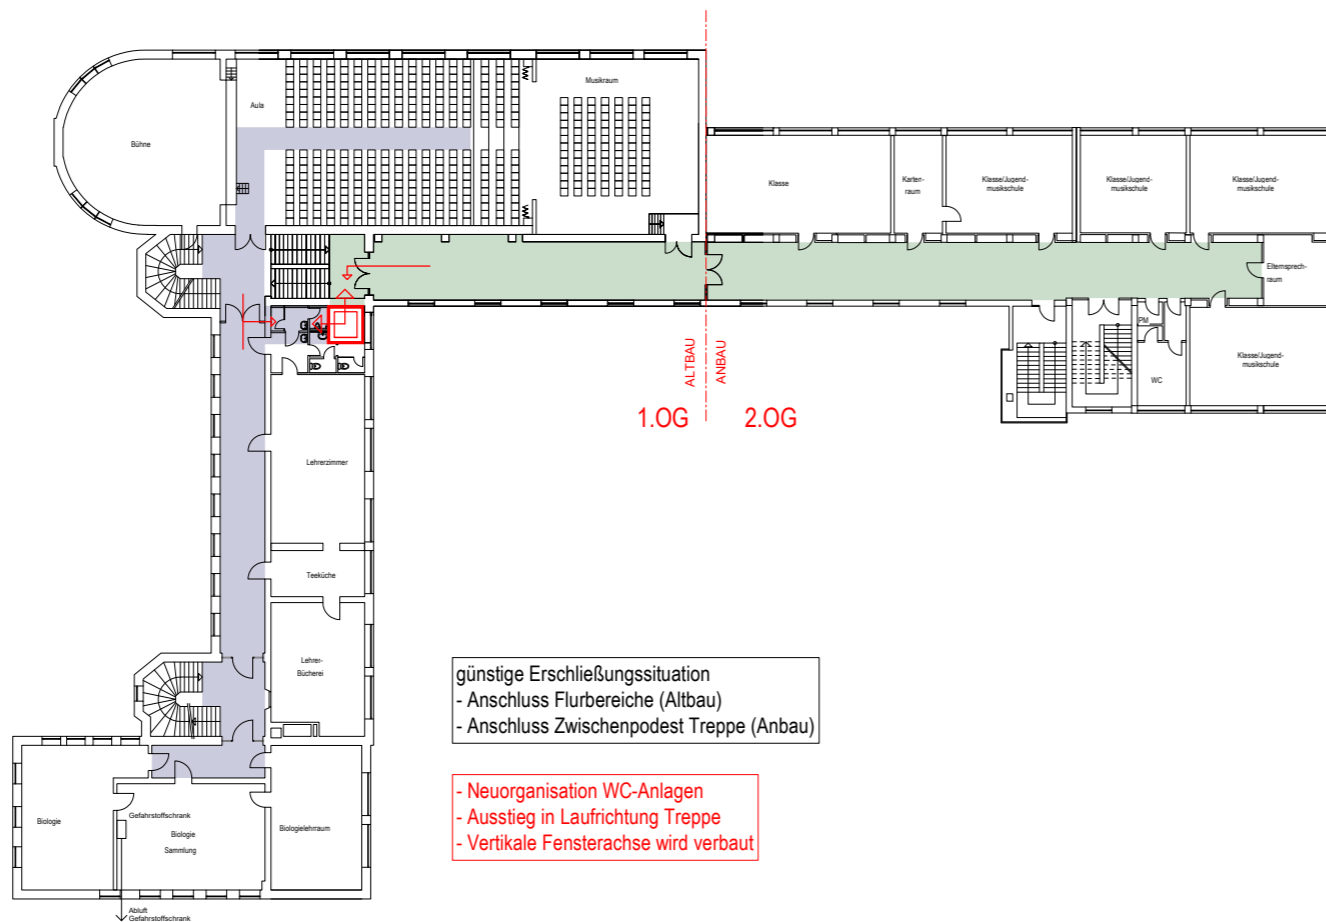 Musikraum
Aula
Bühne
Klasse
Karten-
raum
Klasse/Jugend-
musikschule
Klasse/Jugend-
musikschule
Klasse/Jugend-
musikschule
Elternsprech-
raum
PM
WC
Klasse/Jugend-
musikschule
ALTBAU
ANBAU
1.OG
2.OG
Lehrerzimmer
Teeküche
Lehrer-
Bücherei
günstige Erschließungssituation
- Anschluss Flurbereiche (Altbau)
- Anschluss Zwischenpodest Treppe (Anbau)
- Neuorganisation WC-Anlagen
- Ausstieg in Laufrichtung Treppe
- Vertikale Fensterachse wird verbaut
Biologie
Gefahrstoffschrank
Biologie
Sammlung
Biologielehrraum
Abluft
Gefahrstoffschrank